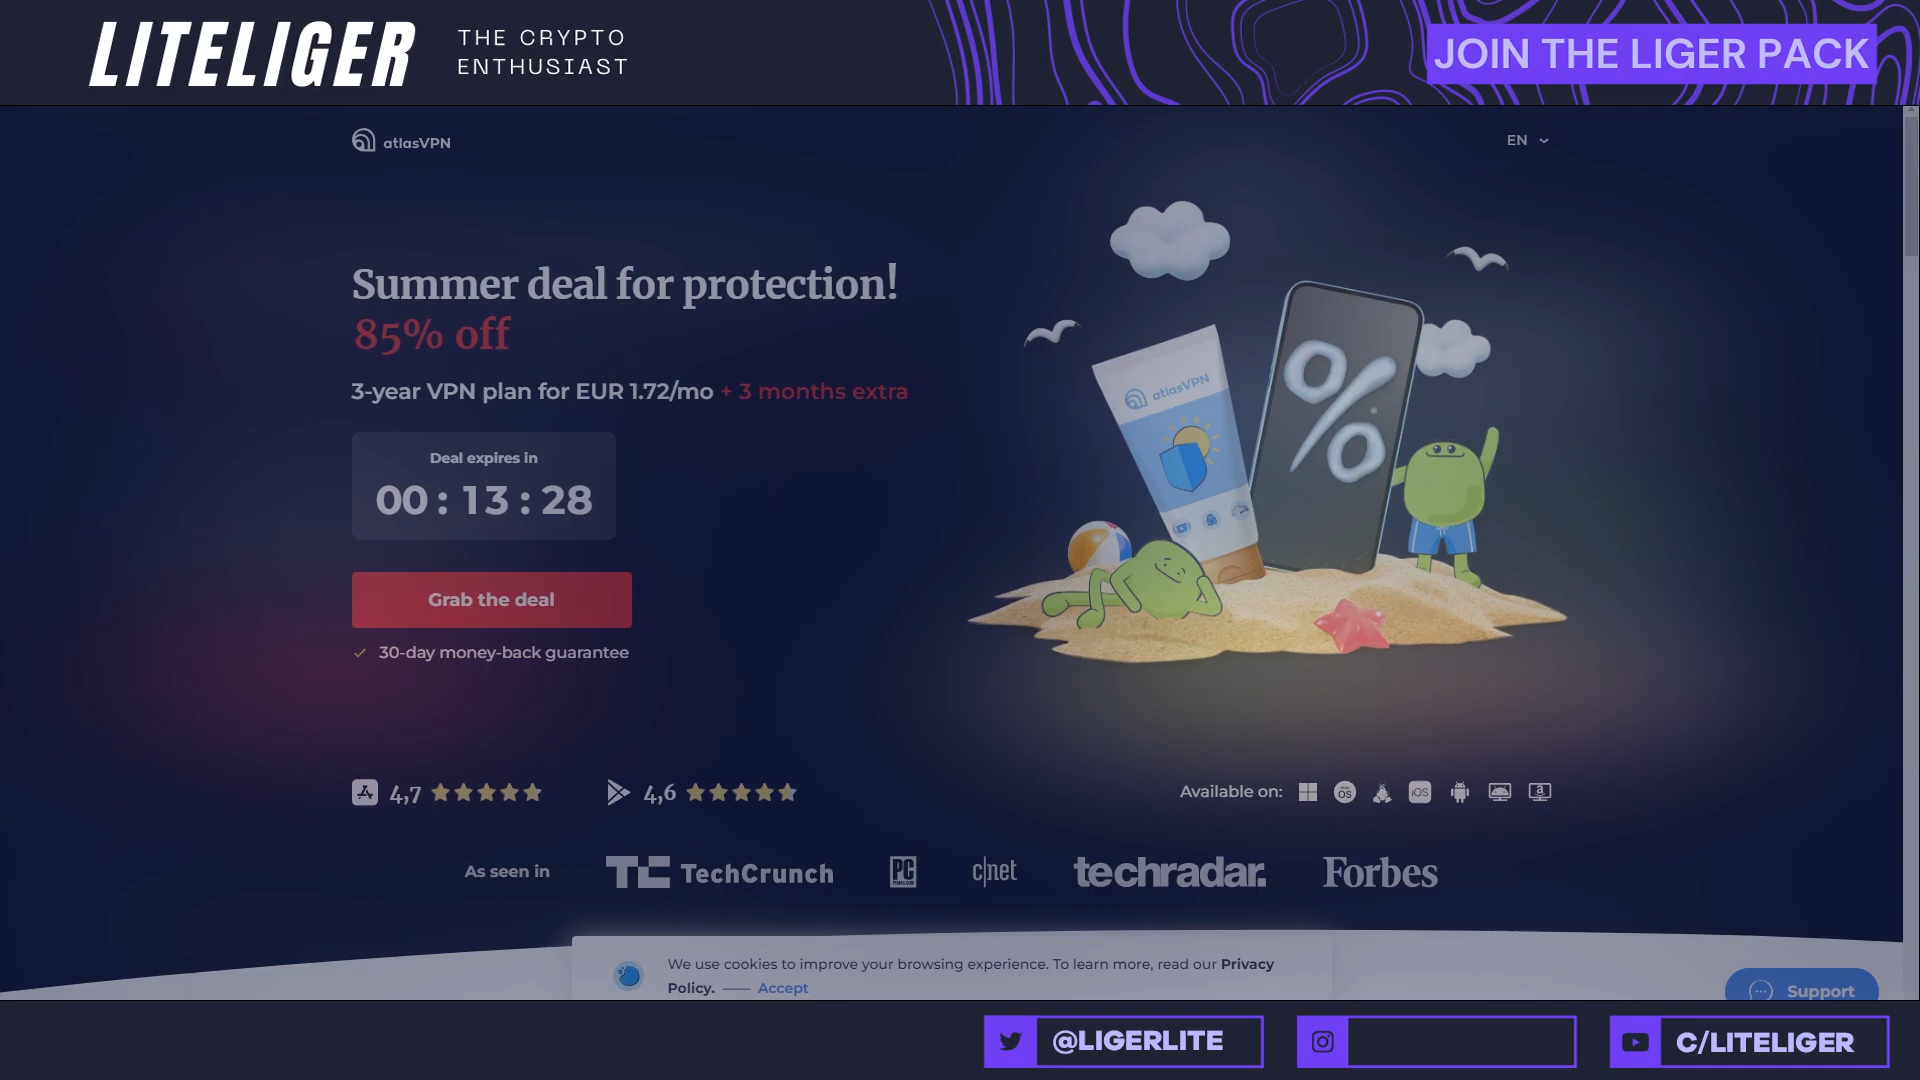 LITELIGER
THE CRYPTO
ENTHUSIAST
JOIN THE LIGER PACK
atlasVPN
EN
Summer deal for protection!
85% off
3-year VPN plan for EUR 1.72/mo + 3 months extra
Deal expires in
00 : 13 : 28
Grab the deal
30-day money-back guarantee
atlasVPN
%
4,7
4,6
Available on:
OS
iOS
a
As seen in
TC TechCrunch
PC
c|net
techradar.
Forbes
We use cookies to improve your browsing experience. To learn more, read our Privacy
Policy. —— Accept
Support
@LIGERLITE
C/LITELIGER